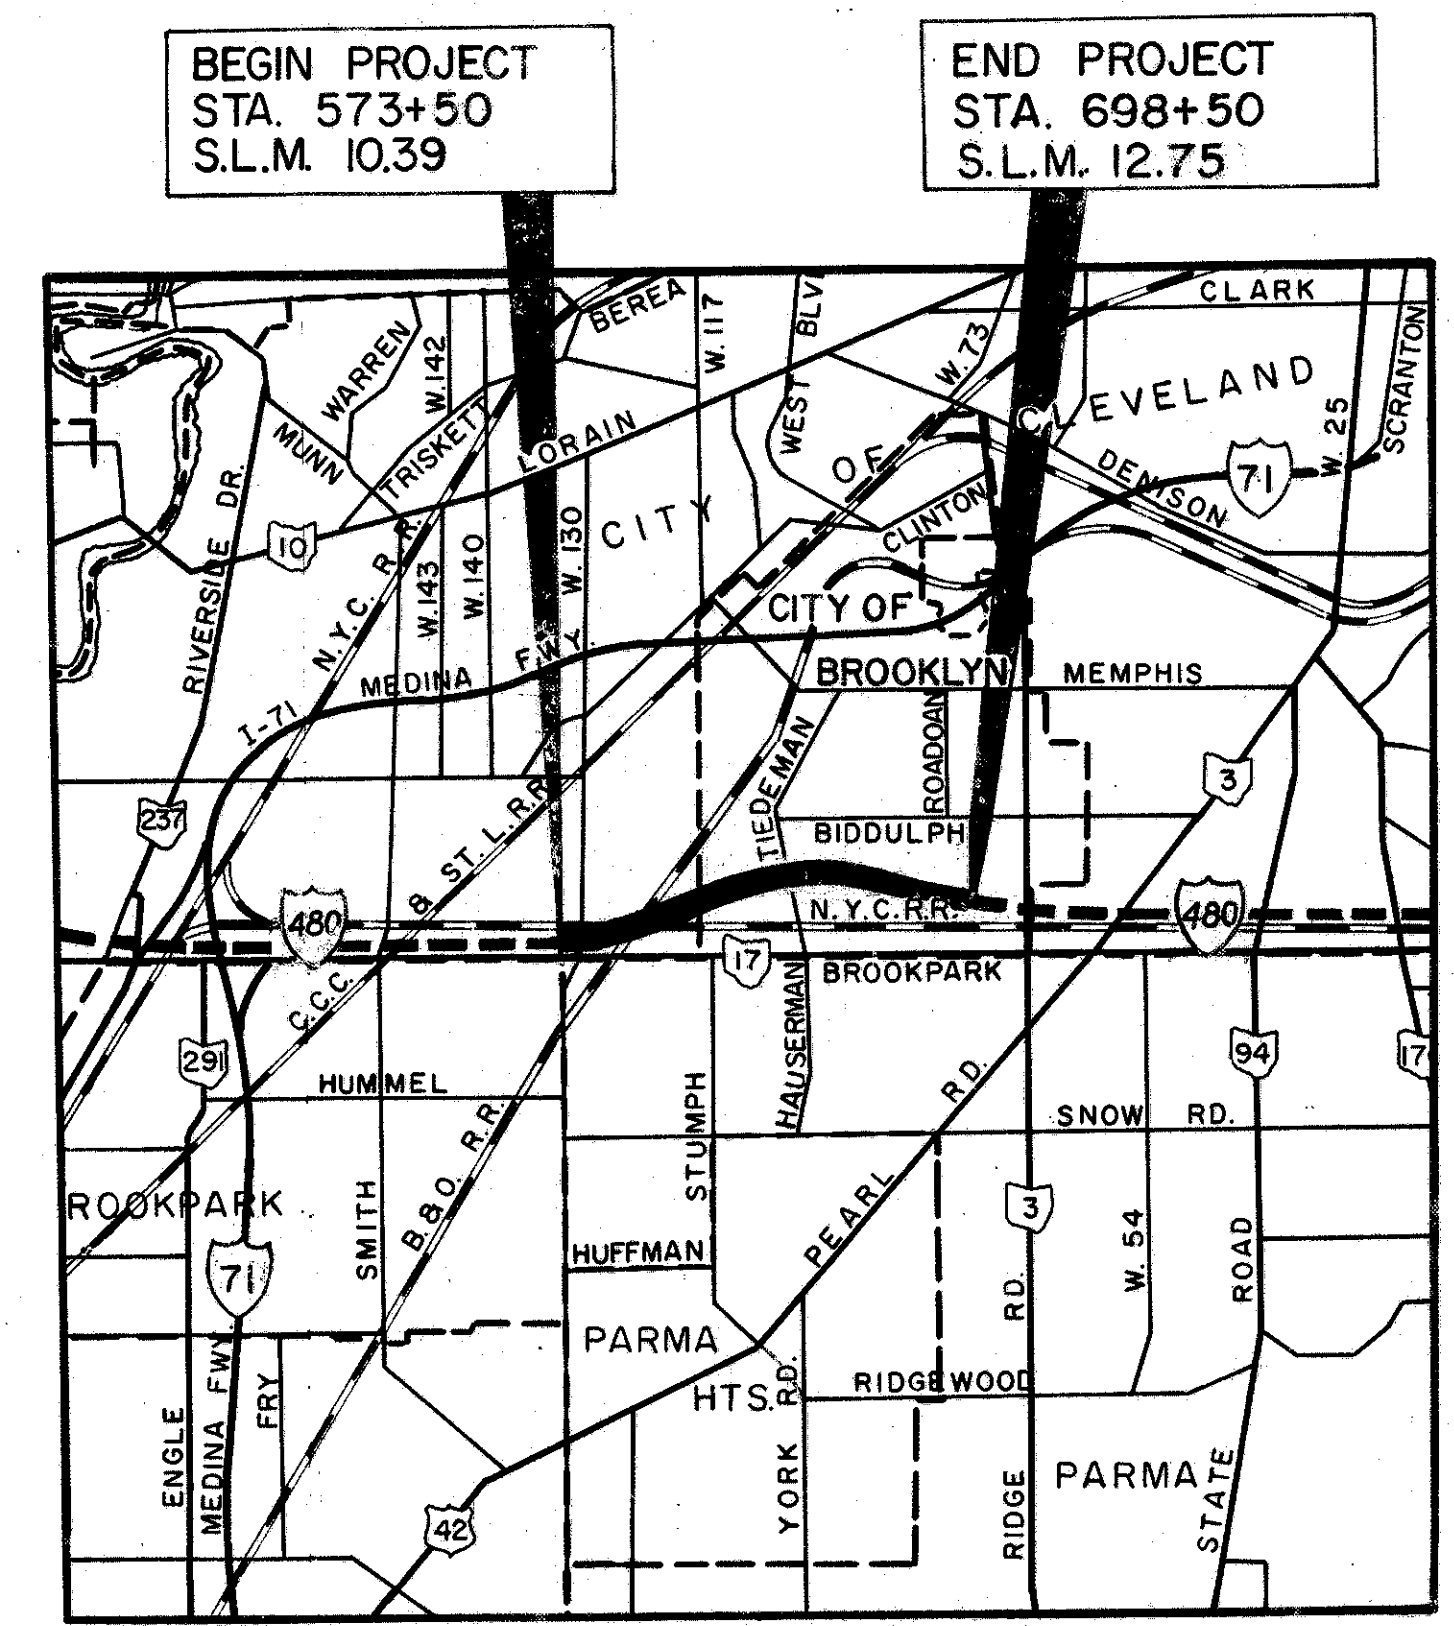 BEGIN PROJECT
STA. 573+50
S.L.M. 10.39
END PROJECT
STA. 698+50
S.L.M. 12.75
BEREA
W. 117
WEST BLV
W. 73
CLARK
SCRANTON
WARREN
W. 142
MUNN
TRISKETT
LORAIN
CITY OF CLEVELAND
W. 25
71
DENISON
RIVERSIDE DR.
10
N.Y.C. R.R.
W. 143
W. 140
W. 130
CLINTON
CITY OF
BROOKLYN
MEMPHIS
MEDINA FWY.
I-71
237
TIEDEMAN
ROADOAN
BIDDULPH
3
C.C.C. & ST. L. R.R.
480
N.Y.C. R.R.
480
17
BROOKPARK
HAUSERMAN
291
94
17
HUMMEL
STUMPH
SNOW RD.
PEARL RD.
ROOKPARK
SMITH
B.&O. R.R.
HUFFMAN
3
W. 54
71
PARMA
HTS.
RIDGEWOOD
ENGLE
MEDINA FWY
FRY
42
YORK RD.
RIDGE RD.
PARMA
STATE ROAD